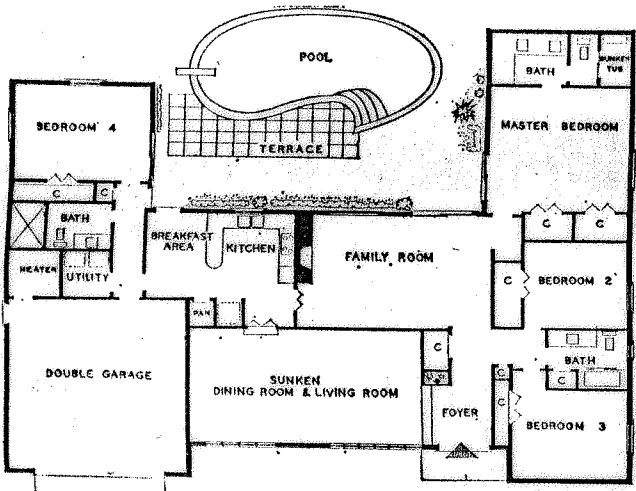 POOL
BATH
SUNKEN
TUB
BEDROOM 4
MASTER BEDROOM
TERRACE
C
C
BATH
C
C
BREAKFAST
AREA
KITCHEN
FAMILY ROOM
HEATER
UTILITY
C
BEDROOM 2
PAN
DOUBLE GARAGE
SUNKEN
DINING ROOM & LIVING ROOM
C
BATH
C
C
C
FOYER
BEDROOM 3